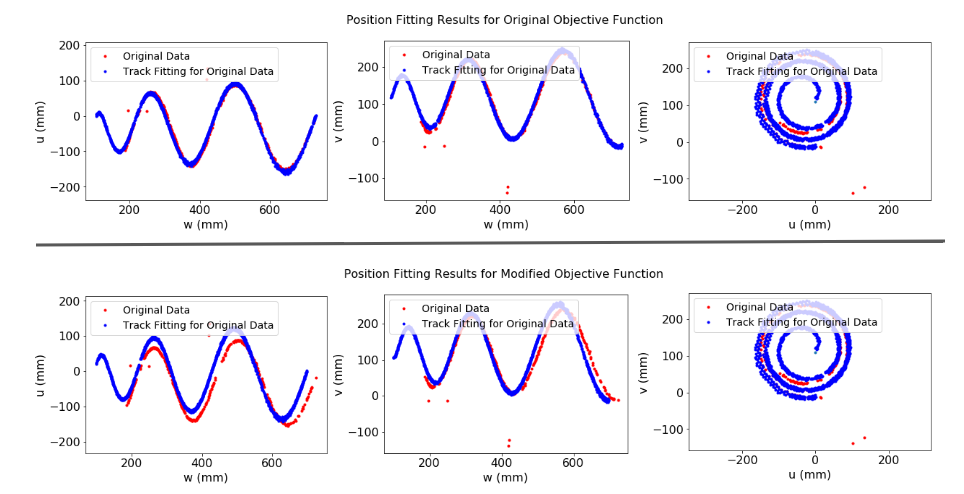 Position Fitting Results for Original Objective Function
200
100
0
−100
−200
u (mm)
Original Data
Track Fitting for Original Data
200
400
600
w (mm)
200
100
0
−100
v (mm)
Original Data
Track Fitting for Original Data
200
400
600
w (mm)
200
100
0
−100
v (mm)
Original Data
Track Fitting for Original Data
−200
0
200
u (mm)
Position Fitting Results for Modified Objective Function
200
100
0
−100
−200
u (mm)
Original Data
Track Fitting for Original Data
200
400
600
w (mm)
200
100
0
−100
v (mm)
Original Data
Track Fitting for Original Data
200
400
600
w (mm)
200
100
0
−100
v (mm)
Original Data
Track Fitting for Original Data
−200
0
200
u (mm)